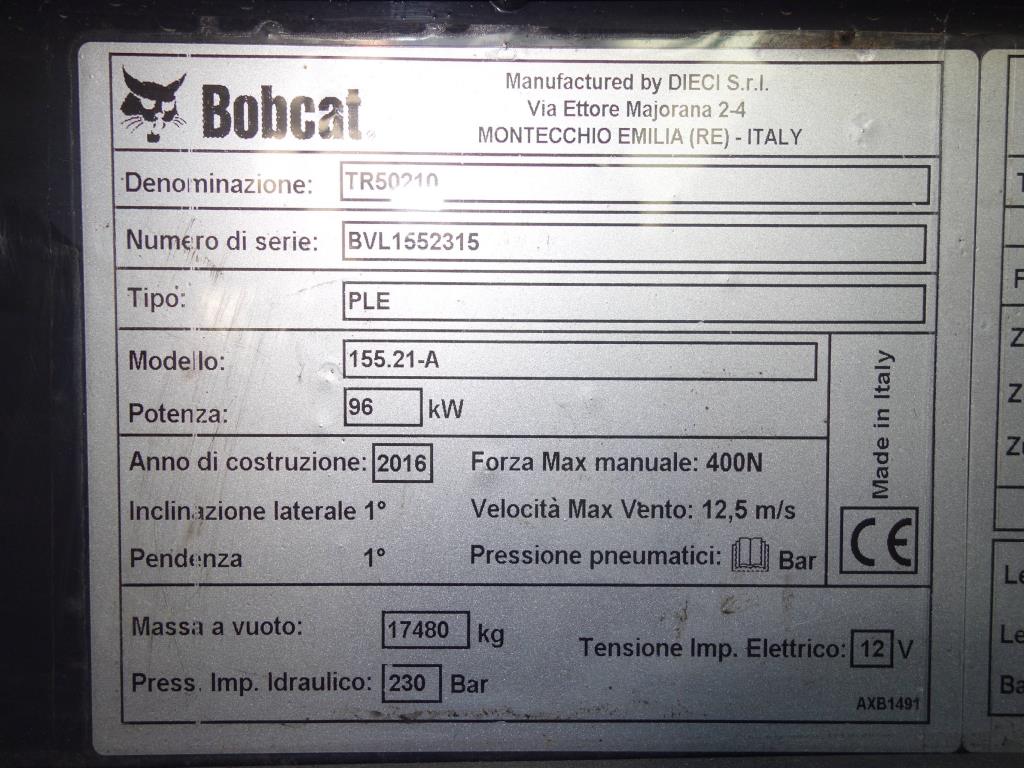 Bobcat
Manufactured by DIECI S.r.l.
Via Ettore Majorana 2-4
MONTECCHIO EMILIA (RE) - ITALY
Denominazione: TR50210
Numero di serie: BVL1552315
Tipo: PLE
Modello: 155.21-A
Potenza: 96 kW
Made in Italy
CE
Anno di costruzione: 2016 Forza Max manuale: 400N
Inclinazione laterale 1° Velocità Max Vento: 12,5 m/s
Pendenza 1° Pressione pneumatici: Bar
Massa a vuoto: 17480 kg
Tensione Imp. Elettrico: 12 V
Press. Imp. Idraulico: 230 Bar
AXB1491